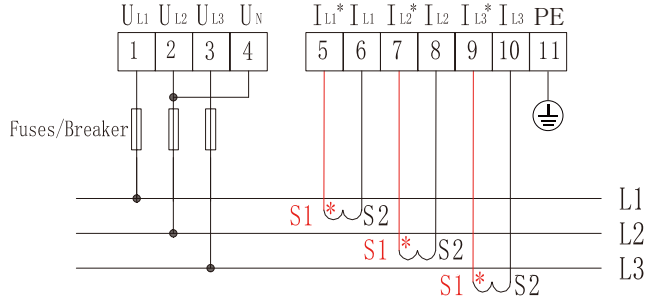 UL1 UL2 UL3 UN IL1* IL1 IL2* IL2 IL3* IL3 PE
1 2 3 4 5 6 7 8 9 10 11
Fuses/Breaker
L1
S1 * S2
L2
S1 * S2
L3
S1 * S2